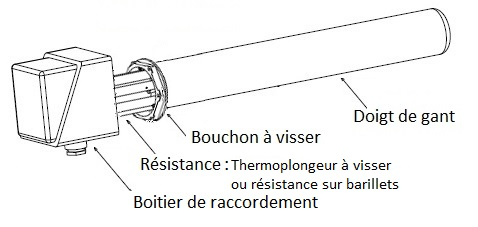 Doigt de gant
Bouchon à visser
Résistance : Thermoplongeur à visser
ou résistance sur barillets
Boitier de raccordement